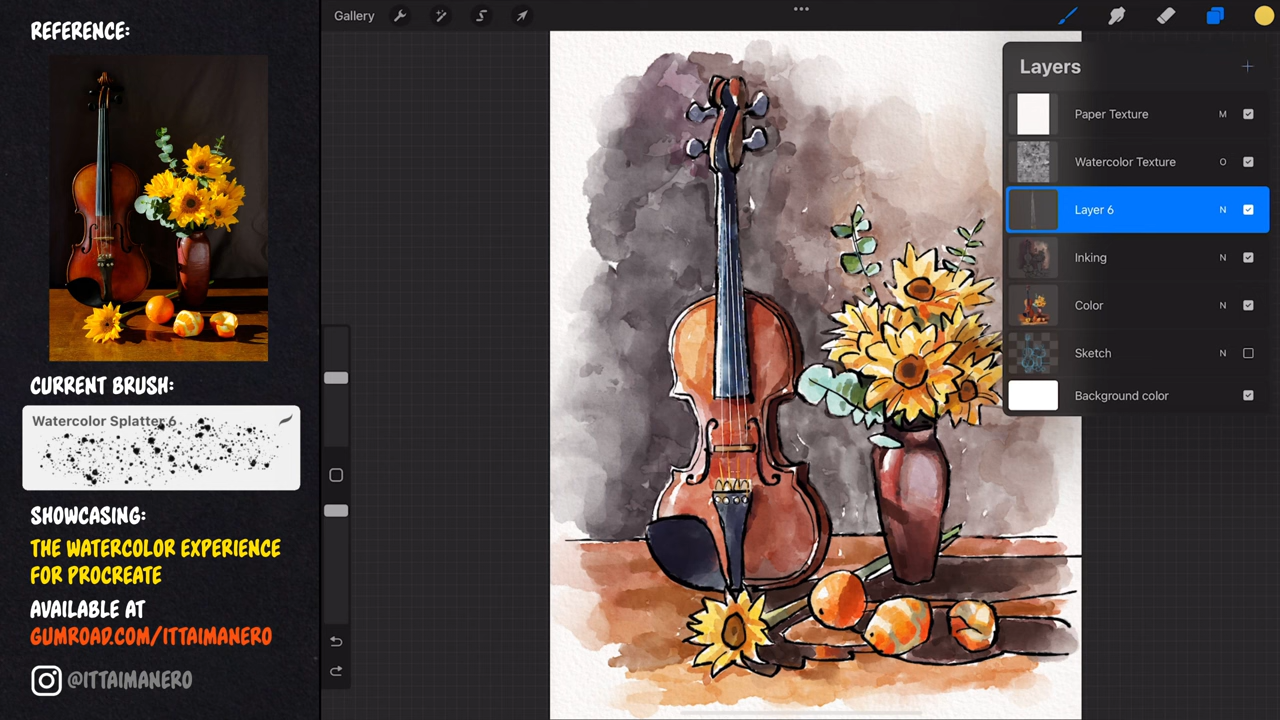 REFERENCE:
CURRENT BRUSH:
Watercolor Splatter 6
SHOWCASING:
THE WATERCOLOR EXPERIENCE
FOR PROCREATE
AVAILABLE AT
GUMROAD.COM/ITTAIMANERO
@ITTAIMANERO
Gallery
Layers
Paper Texture M
Watercolor Texture O
Layer 6 N
Inking N
Color N
Sketch N
Background color